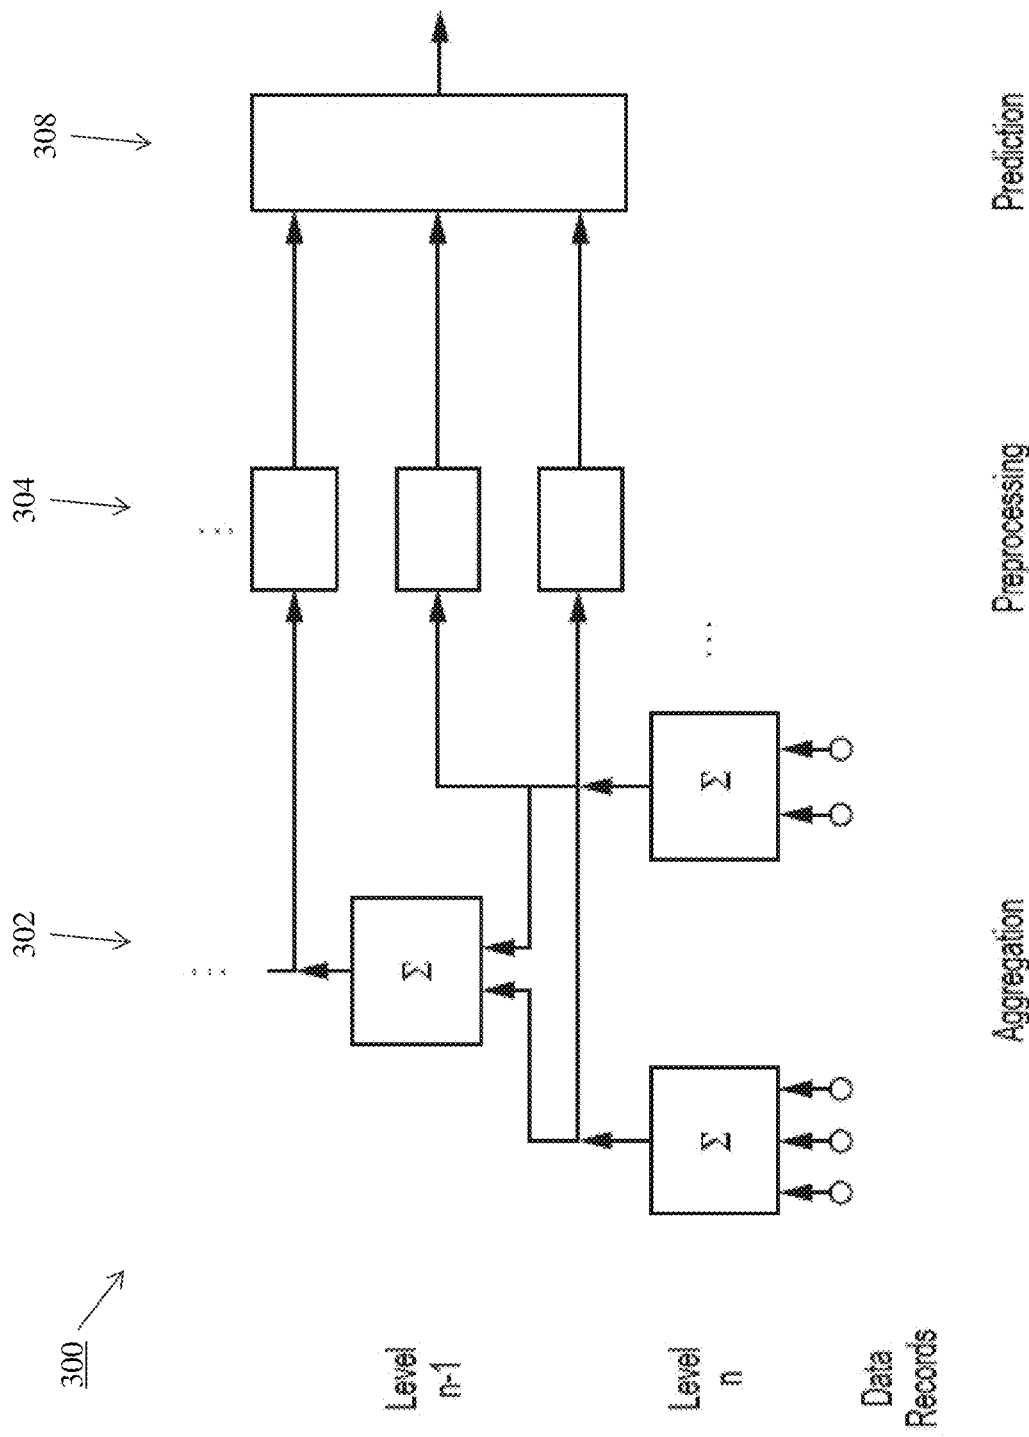 300
302
304
308
Level
n-1
Σ
Level
n
Σ
Σ
Data
Records
Aggregation
Preprocessing
Prediction